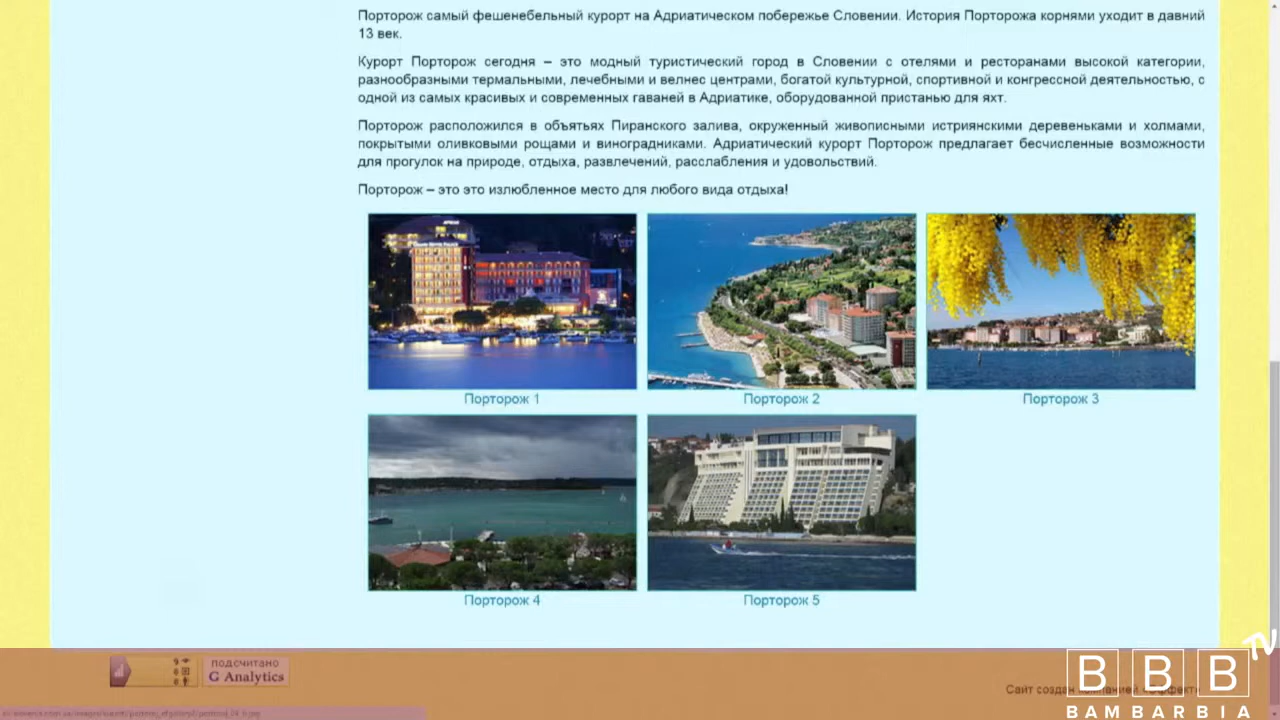 Порторож самый фешенебельный курорт на Адриатическом побережье Словении. История Порторожа корнями уходит в давний
13 век.
Курорт Порторож сегодня – это модный туристический город в Словении с отелями и ресторанами высокой категории,
разнообразными термальными, лечебными и велнес центрами, богатой культурной, спортивной и конгрессной деятельностью, с
одной из самых красивых и современных гаваней в Адриатике, оборудованной пристанью для яхт.
Порторож расположился в объятьях Пиранского залива, окруженный живописными истриянскими деревеньками и холмами,
покрытыми оливковыми рощами и виноградниками. Адриатический курорт Порторож предлагает бесчисленные возможности
для прогулок на природе, отдыха, развлечений, расслабления и удовольствий.
Порторож – это это излюбленное место для любого вида отдыха!
Порторож 1
Порторож 2
Порторож 3
Порторож 4
Порторож 5
подсчитано
G Analytics
Сайт создан
BBB TV
BAMBARBIA